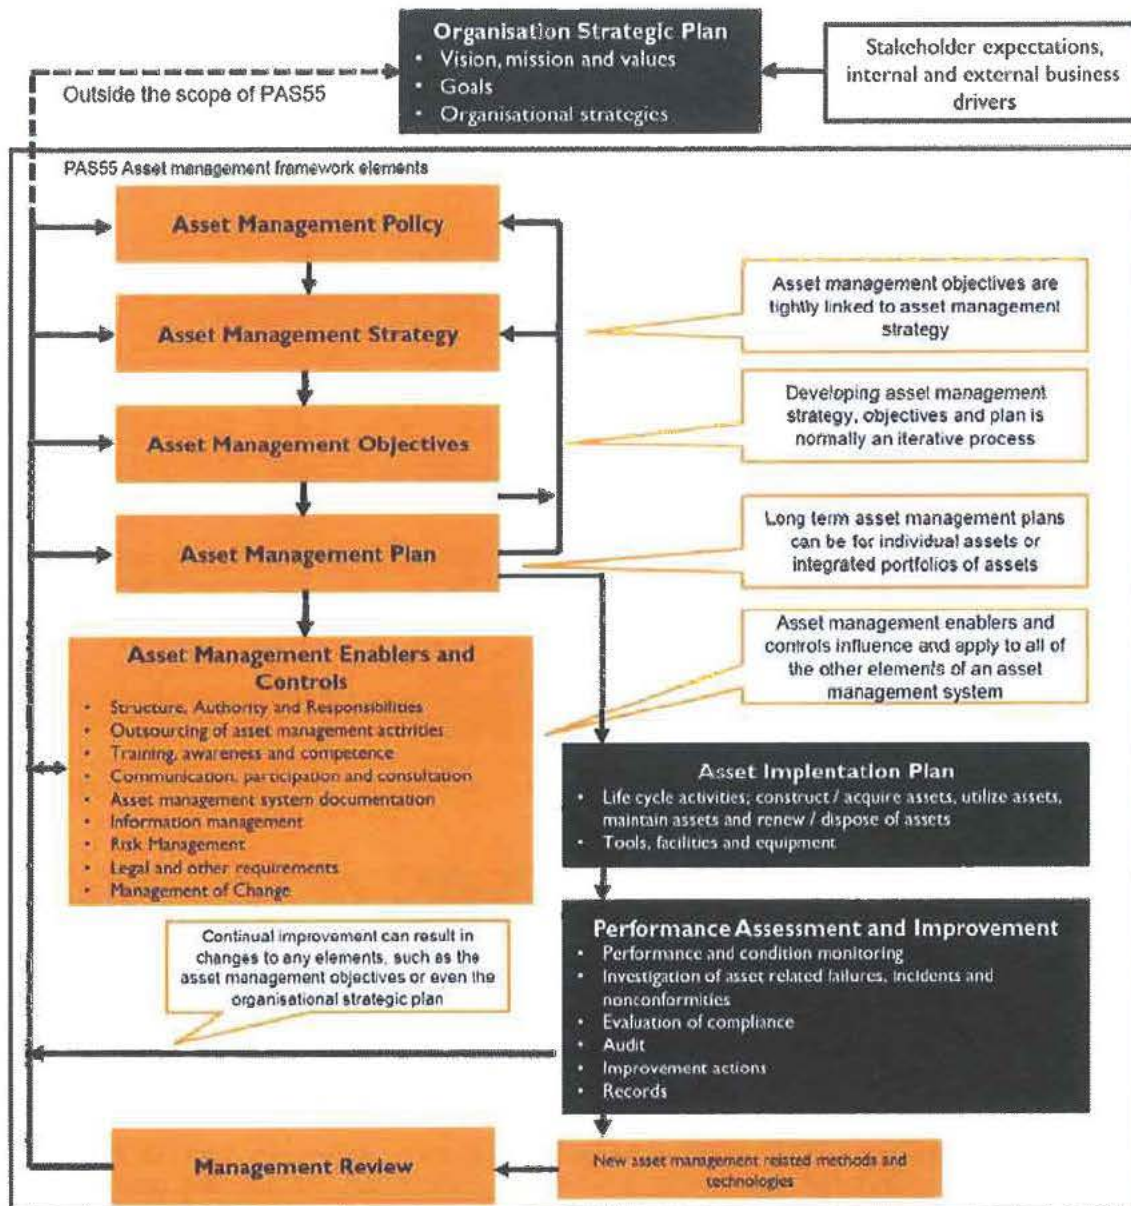 Organisation Strategic Plan
• Vision, mission and values
• Goals
• Organisational strategies
Stakeholder expectations,
internal and external business
drivers
Outside the scope of PAS55
PAS55 Asset management framework elements
Asset Management Policy
Asset Management Strategy
Asset Management Objectives
Asset Management Plan
Asset management objectives are
tightly linked to asset management
strategy
Developing asset management
strategy, objectives and plan is
normally an iterative process
Long term asset management plans
can be for individual assets or
integrated portfolios of assets
Asset management enablers and
controls influence and apply to all of
the other elements of an asset
management system
Asset Management Enablers and
Controls
• Structure, Authority and Responsibilities
• Outsourcing of asset management activities
• Training, awareness and competence
• Communication, participation and consultation
• Asset management system documentation
• Information management
• Risk Management
• Legal and other requirements
• Management of Change
Asset Implentation Plan
• Life cycle activities; construct / acquire assets, utilize assets,
maintain assets and renew / dispose of assets
• Tools, facilities and equipment
Performance Assessment and Improvement
• Performance and condition monitoring
• Investigation of asset related failures, incidents and
nonconformities
• Evaluation of compliance
• Audit
• Improvement actions
• Records
Continual improvement can result in
changes to any elements, such as the
asset management objectives or even the
organisational strategic plan
Management Review
New asset management related methods and
technologies